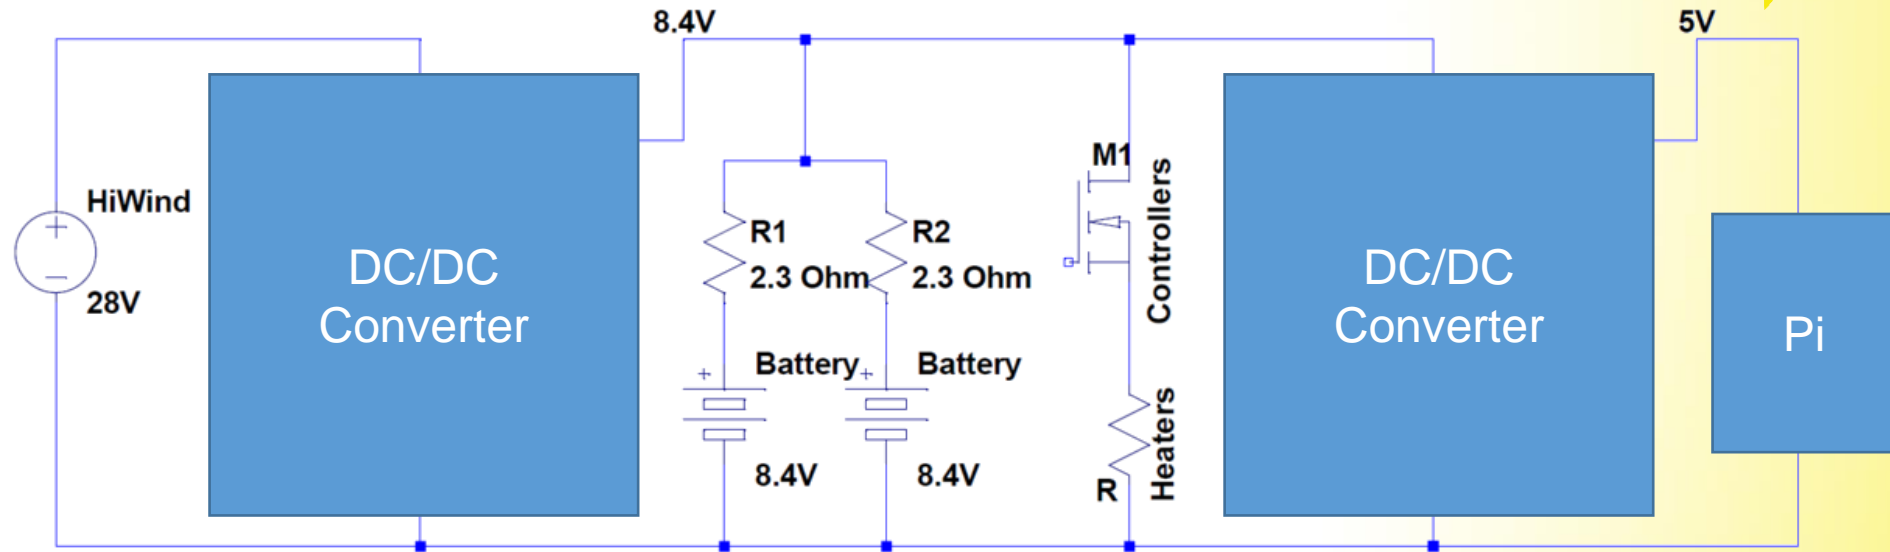 8.4V
5V
HiWind
28V
DC/DC
Converter
R1
2.3 Ohm
R2
2.3 Ohm
Battery
Battery
8.4V
8.4V
M1
Controllers
Heaters
R
DC/DC
Converter
Pi